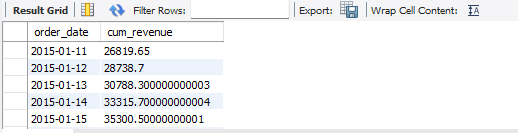 Result Grid Filter Rows: Export: Wrap Cell Content:
order_date cum_revenue
2015-01-11 26819.65
2015-01-12 28738.7
2015-01-13 30788.300000000003
2015-01-14 33315.700000000004
2015-01-15 35300.50000000001